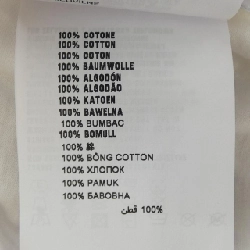 100% COTONE
100% COTTON
100% COTON
100% BAUMWOLLE
100% ALGODÓN
100% ALGODÃO
100% KATOEN
100% BAWELNA
100% BUMBAC
100% BOMULL
100% 綿
100% BÔNG COTTON
100% ХЛОПОК
100% PAMUK
100% БАВОВНА
100% قطن